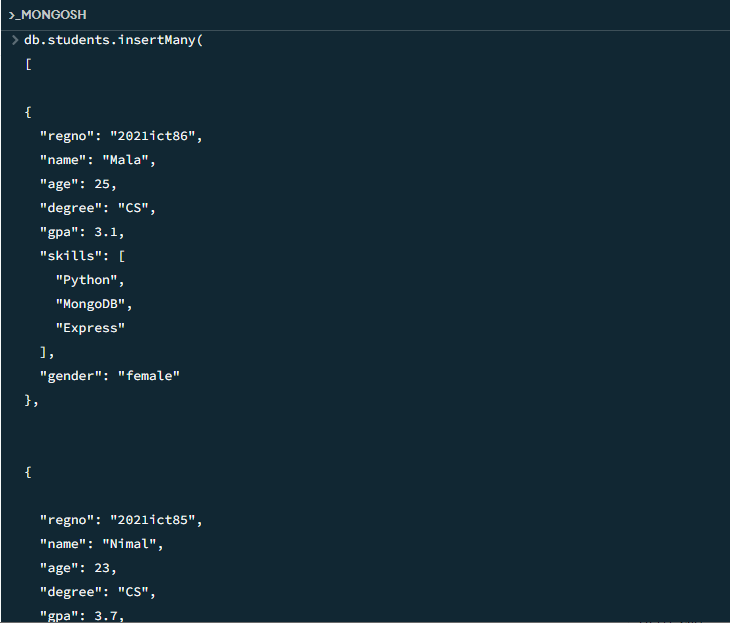 >_MONGOSH
> db.students.insertMany(
[
{
"regno": "2021ict86",
"name": "Mala",
"age": 25,
"degree": "CS",
"gpa": 3.1,
"skills": [
"Python",
"MongoDB",
"Express"
],
"gender": "female"
},
{
"regno": "2021ict85",
"name": "Nimal",
"age": 23,
"degree": "CS",
"gpa": 3.7,